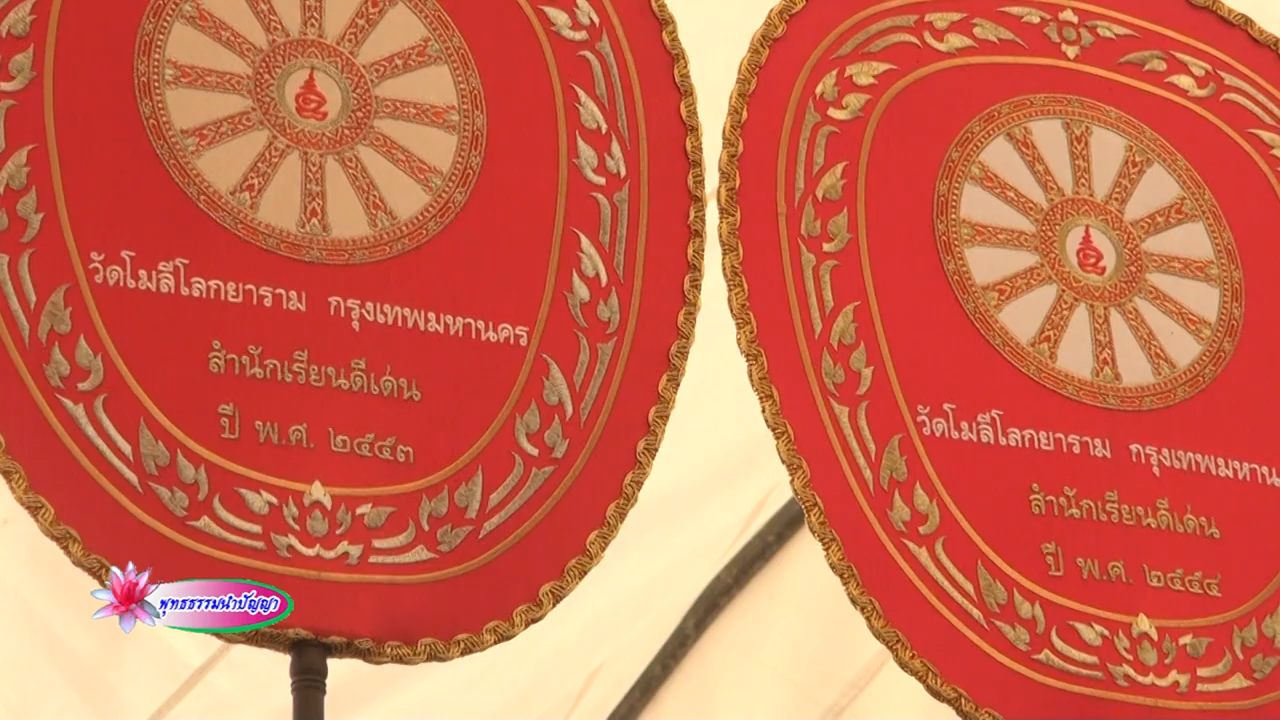 วัดโมลีโลกยาราม กรุงเทพมหานคร
สำนักเรียนดีเด่น
ปี พ.ศ. ๒๕๕๓
วัดโมลีโลกยาราม กรุงเทพมหาน
สำนักเรียนดีเด่น
ปี พ.ศ. ๒๕๕๔
พุทธธรรมนำปัญญา